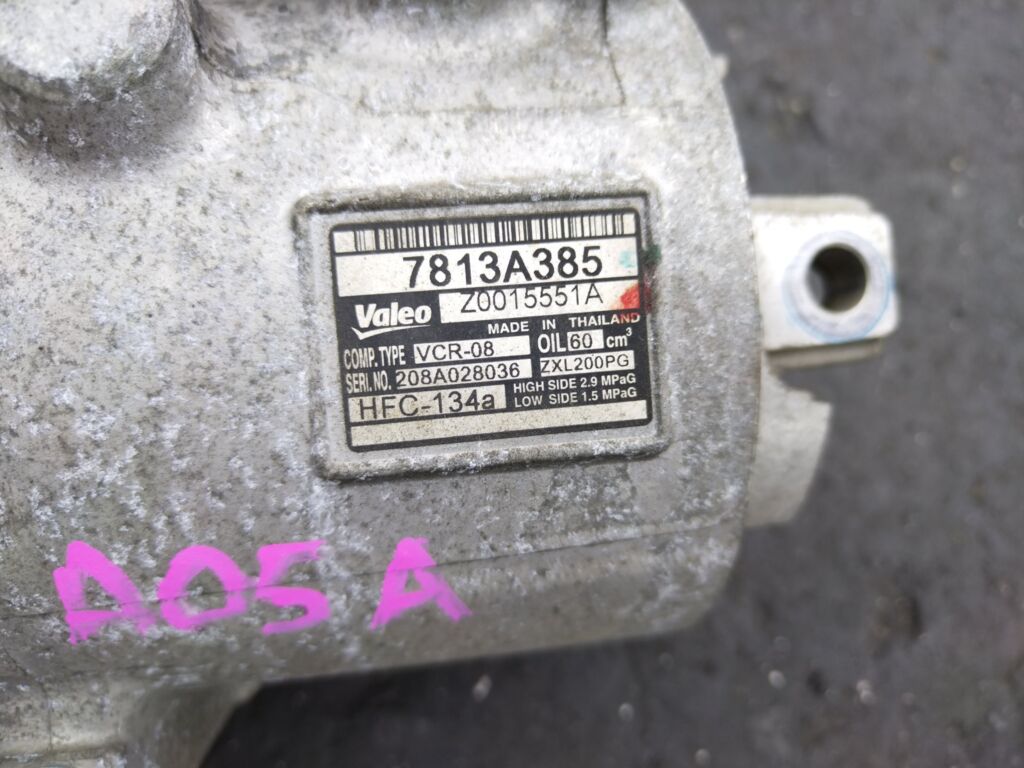 7813A385
Valeo Z0015551A
MADE IN THAILAND
COMP. TYPE VCR-08 OIL 60 cm³
SERI. NO. 208A028036 ZXL200PG
HFC-134a HIGH SIDE 2.9 MPaG
LOW SIDE 1.5 MPaG
A05A